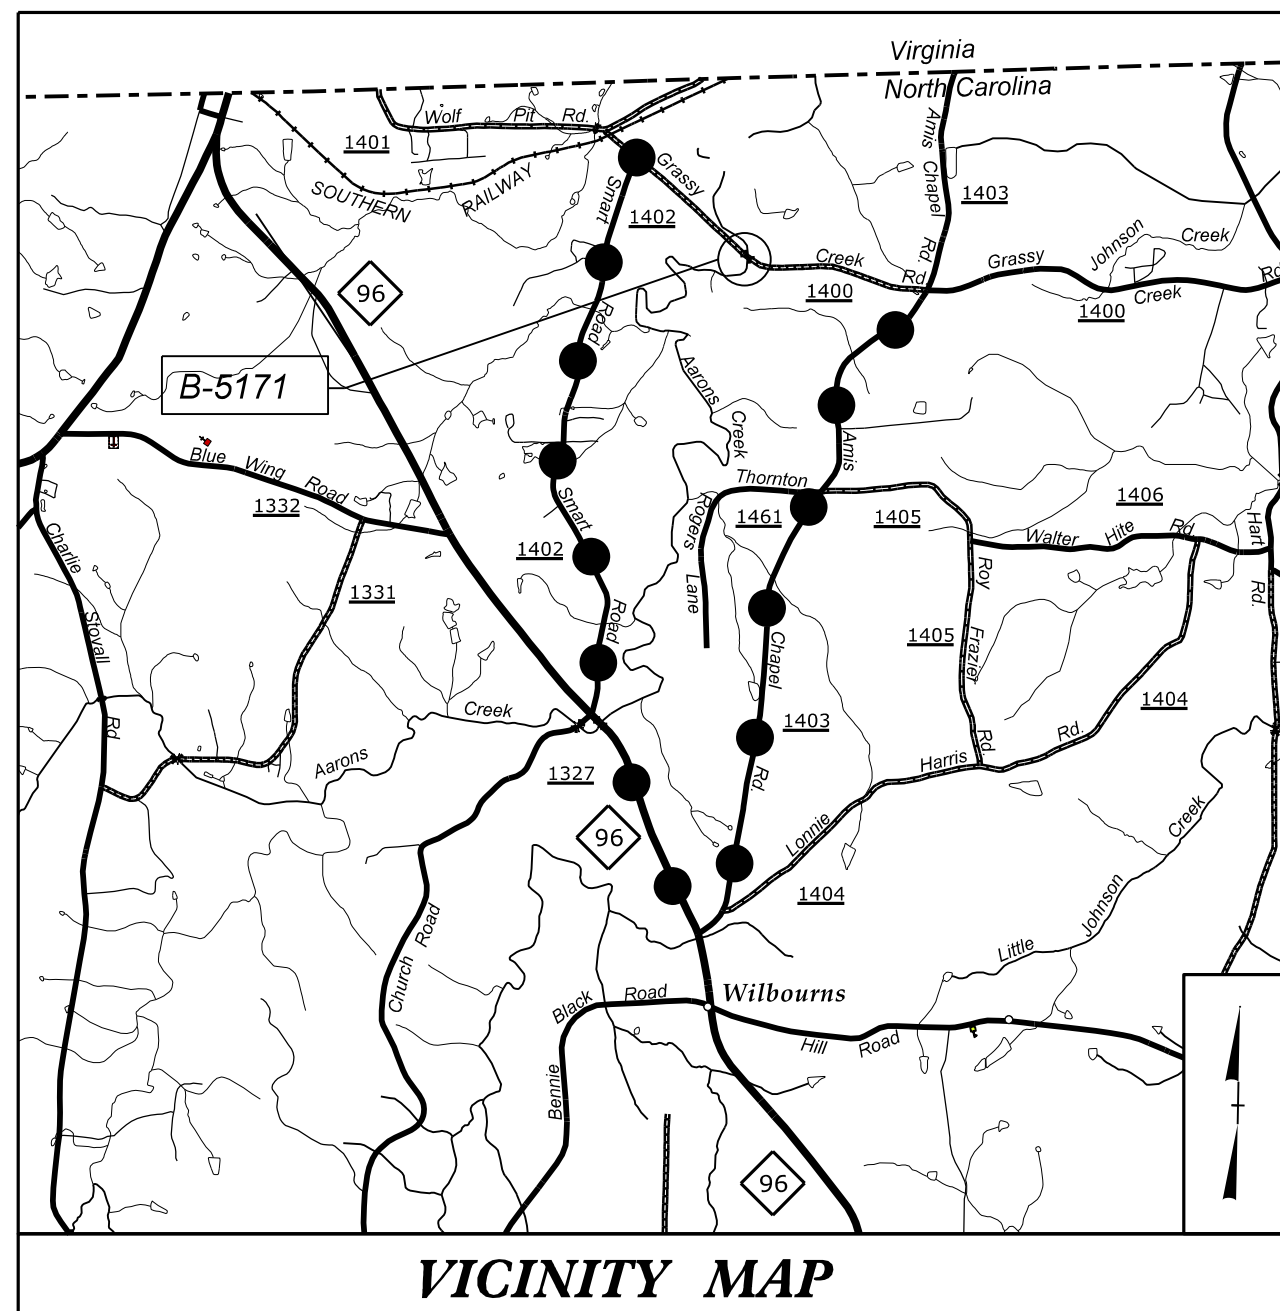 Virginia
North Carolina
Wolf Pit Rd.
1401
SOUTHERN RAILWAY
Smart
Grassy
1402
Amis Chapel Rd.
1403
Johnson
Creek
Grassy
Creek
Rd
Rd
Creek
1400
1400
96
Road
B-5171
Aarons
Creek
Amis
Blue Wing Road
1332
Thornton
1461
1405
1406
Rogers
Lane
Walter Hite Rd
Hart
Rd.
Smart
1402
Road
Charlie
Stovall
Rd
1331
Roy
Frazier
Rd.
1405
Chapel
Rd.
1403
1404
Creek
Aarons
1327
Harris
Rd.
Lonnie
1404
96
Creek
Johnson
Little
Church Road
Black Road
Bennie
Wilbourns
Hill Road
96
VICINITY MAP